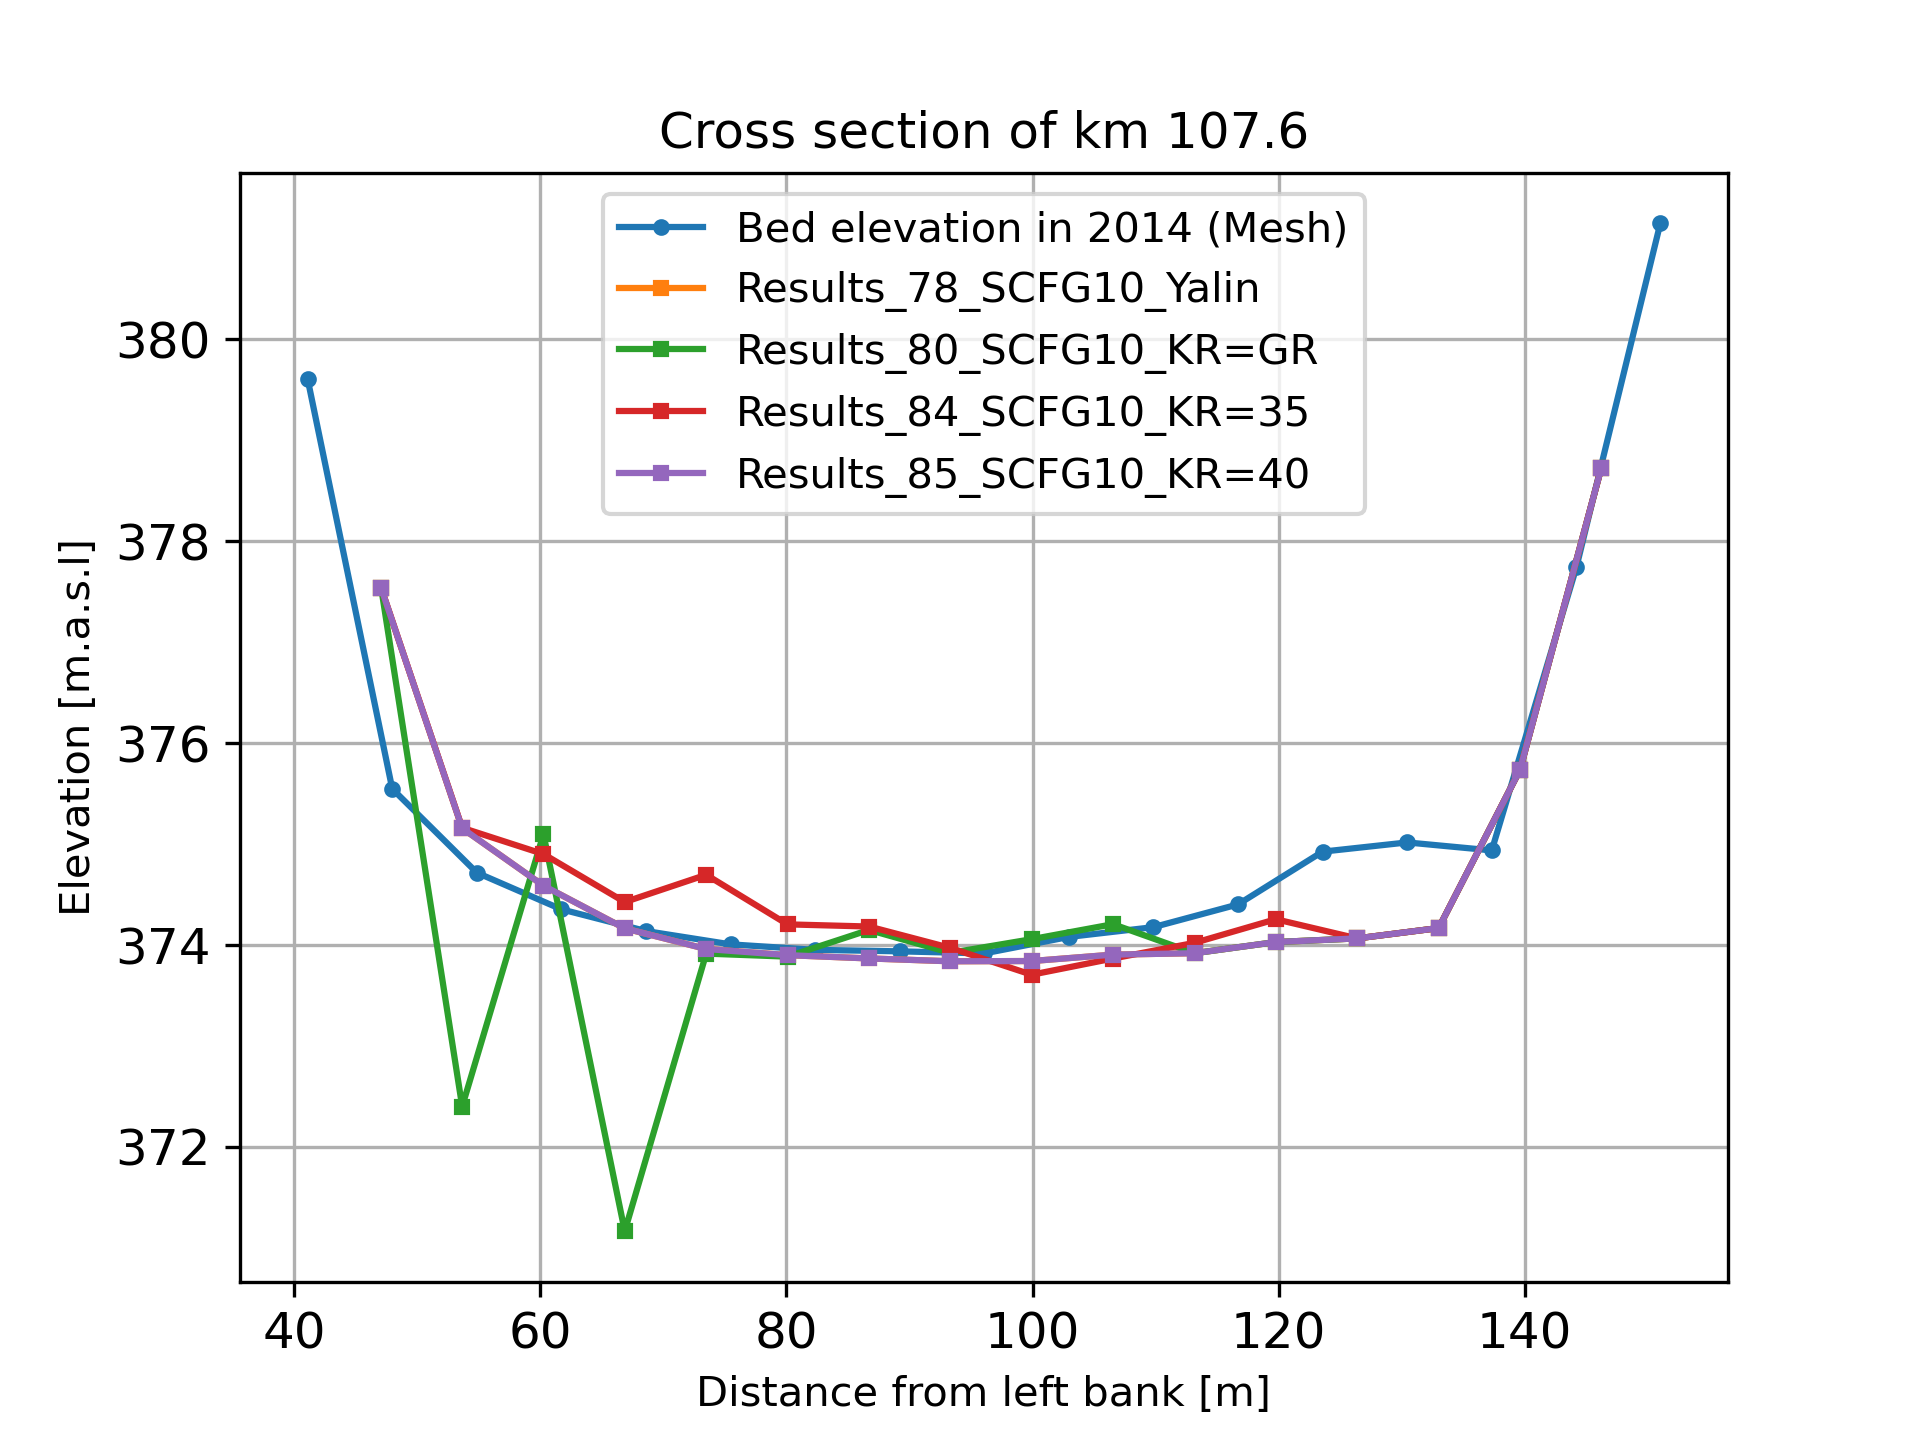 Cross section of km 107.6
Bed elevation in 2014 (Mesh)
Results_78_SCFG10_Yalin
Results_80_SCFG10_KR=GR
Results_84_SCFG10_KR=35
Results_85_SCFG10_KR=40
Elevation [m.a.s.l]
380
378
376
374
372
40 60 80 100 120 140
Distance from left bank [m]